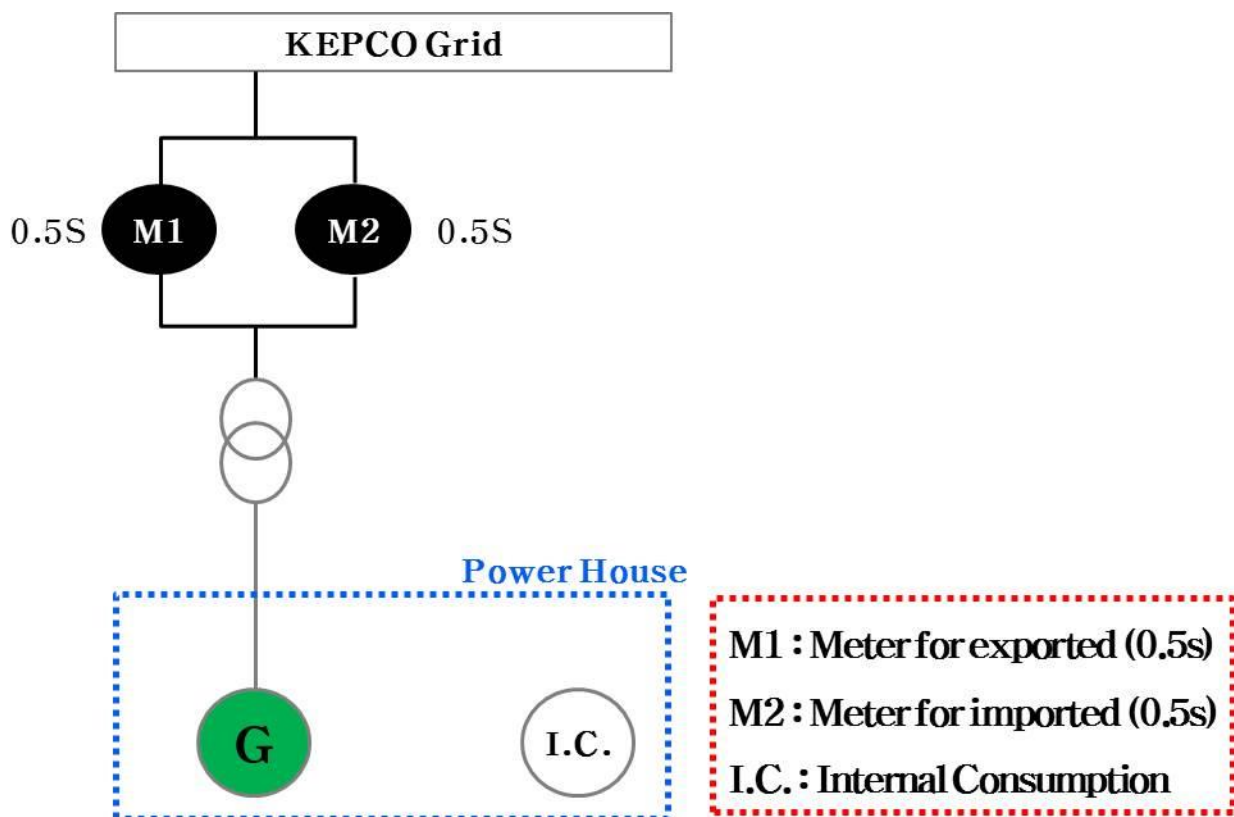 KEPCO Grid
0.5S
M1
M2
0.5S
Power House
G
I.C.
M1 : Meter for exported (0.5s)
M2 : Meter for imported (0.5s)
I.C. : Internal Consumption